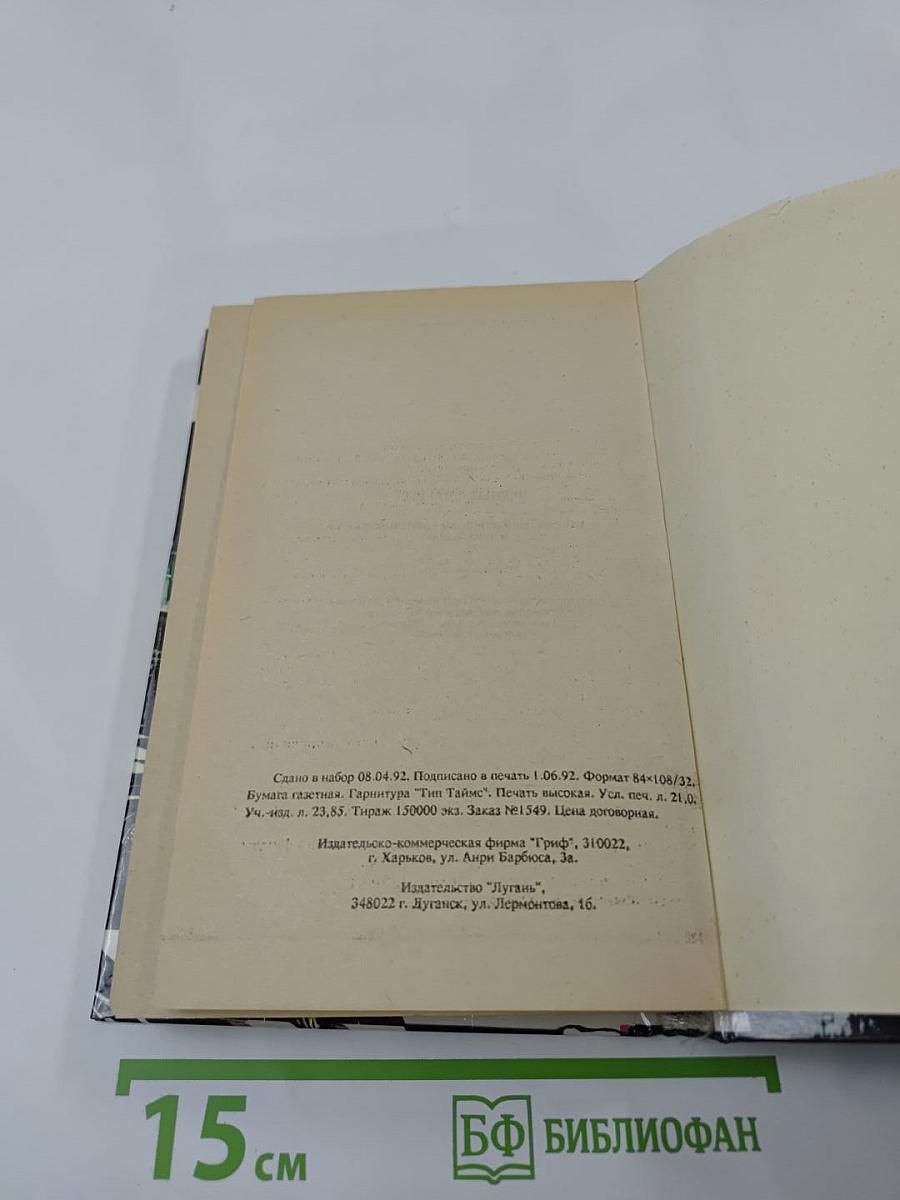 Сдано в набор 08.04.92. Подписано в печать 1.06.92. Формат 84×108/32.
Бумага газетная. Гарнитура "Тип Таймс". Печать высокая. Усл. печ. л. 21,0.
Уч.-изд. л. 23,85. Тираж 150000 экз. Заказ №1549. Цена договорная.
Издательско-коммерческая фирма "Гриф", 310022,
г. Харьков, ул. Анри Барбюса, 3а.
Издательство "Лугань",
348022 г. Луганск, ул. Лермонтова, 1б.
15 см
БФ БИБЛИОФАН